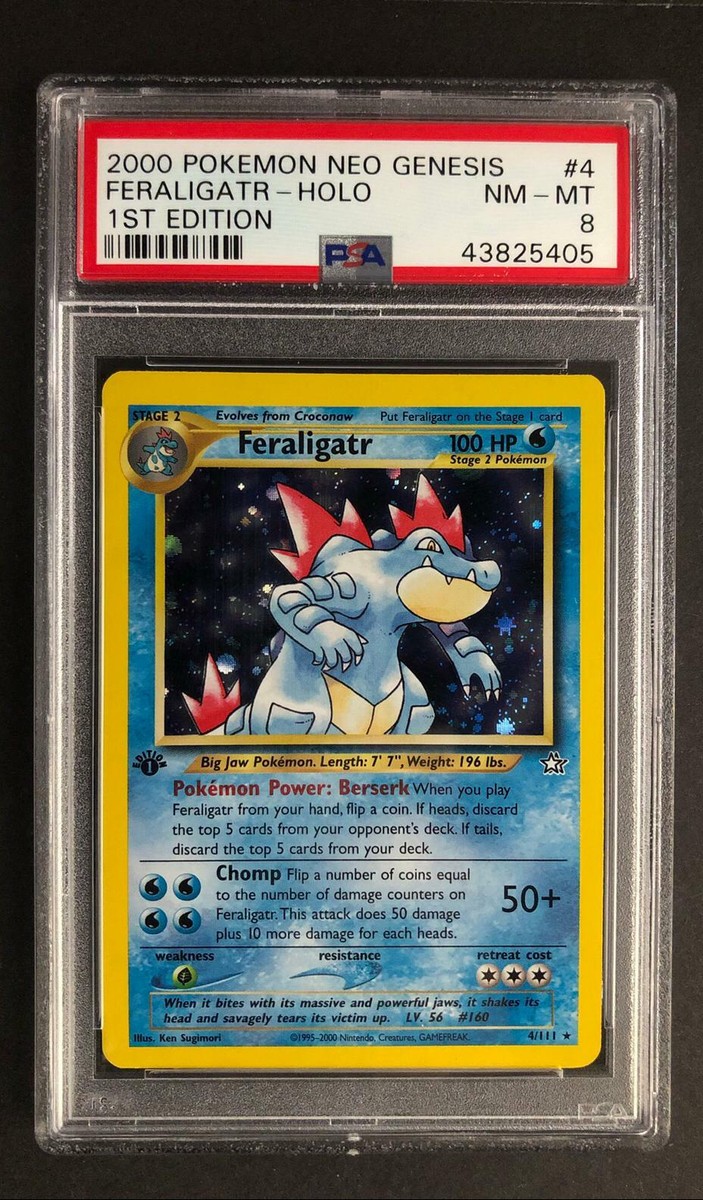 2000 POKEMON NEO GENESIS #4
FERALIGATR - HOLO NM - MT
1ST EDITION 8
PSA 43825405
STAGE 2 Evolves from Croconaw Put Feraligatr on the Stage 1 card
Feraligatr 100 HP
Stage 2 Pokémon
EDITION
1
Big Jaw Pokémon. Length: 7' 7", Weight: 196 lbs.
Pokémon Power: Berserk When you play
Feraligatr from your hand, flip a coin. If heads, discard
the top 5 cards from your opponent's deck. If tails,
discard the top 5 cards from your deck.
Chomp Flip a number of coins equal
to the number of damage counters on
Feraligatr. This attack does 50 damage
plus 10 more damage for each heads.
50+
weakness resistance retreat cost
When it bites with its massive and powerful jaws, it shakes its
head and savagely tears its victim up. LV. 56 #160
Illus. Ken Sugimori ©1995-2000 Nintendo, Creatures, GAMEFREAK. 4/111 ★
PSA